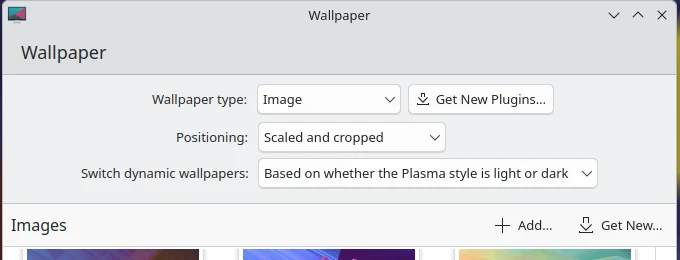 Wallpaper
Wallpaper
Wallpaper type: Image Get New Plugins...
Positioning: Scaled and cropped
Switch dynamic wallpapers: Based on whether the Plasma style is light or dark
Images Add... Get New...